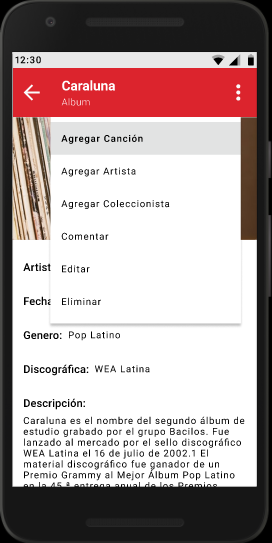 12:30
Caraluna
Album
Agregar Canción
Agregar Artista
Agregar Coleccionista
Comentar
Editar
Eliminar
Artist
Fecha
Genero: Pop Latino
Discográfica: WEA Latina
Descripción:
Caraluna es el nombre del segundo álbum de
estudio grabado por el grupo Bacilos. Fue
lanzado al mercado por el sello discográfico
WEA Latina el 16 de julio de 2002.1 El
material discográfico fue ganador de un
Premio Grammy al Mejor Álbum Pop Latino
en la 45.ª entrega anual de los Premios